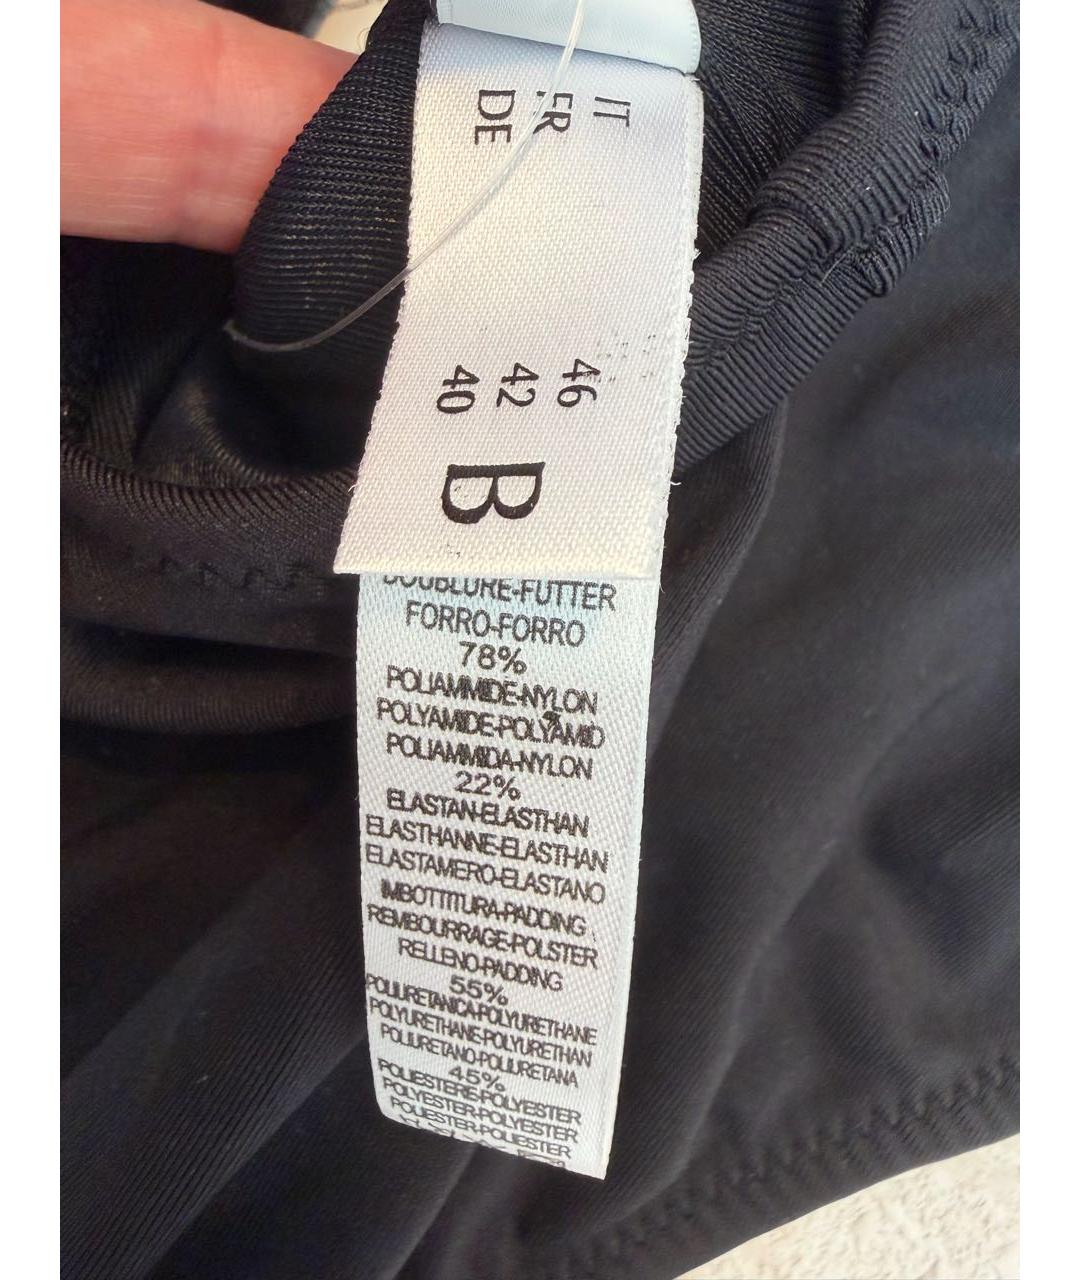 IT 46
FR 42
DE 40
B
DOUBLURE-FUTTER
FORRO-FORRO
78%
POLIAMMIDE-NYLON
POLYAMIDE-POLYAMID
POLIAMMIDA-NYLON
22%
ELASTAN-ELASTHAN
ELASTHANNE-ELASTHAN
ELASTAMERO-ELASTANO
IMBOTTITURA-PADDING
REMBOURRAGE-POLSTER
RELLENO-PADDING
55%
POLIURETANICA-POLYURETHANE
POLYURETHANE-POLYURETHAN
POLIURETANO-POLIURETANA
45%
POLIESTERE-POLYESTER
POLYESTER-POLYESTER
POLIESTER-POLIESTER